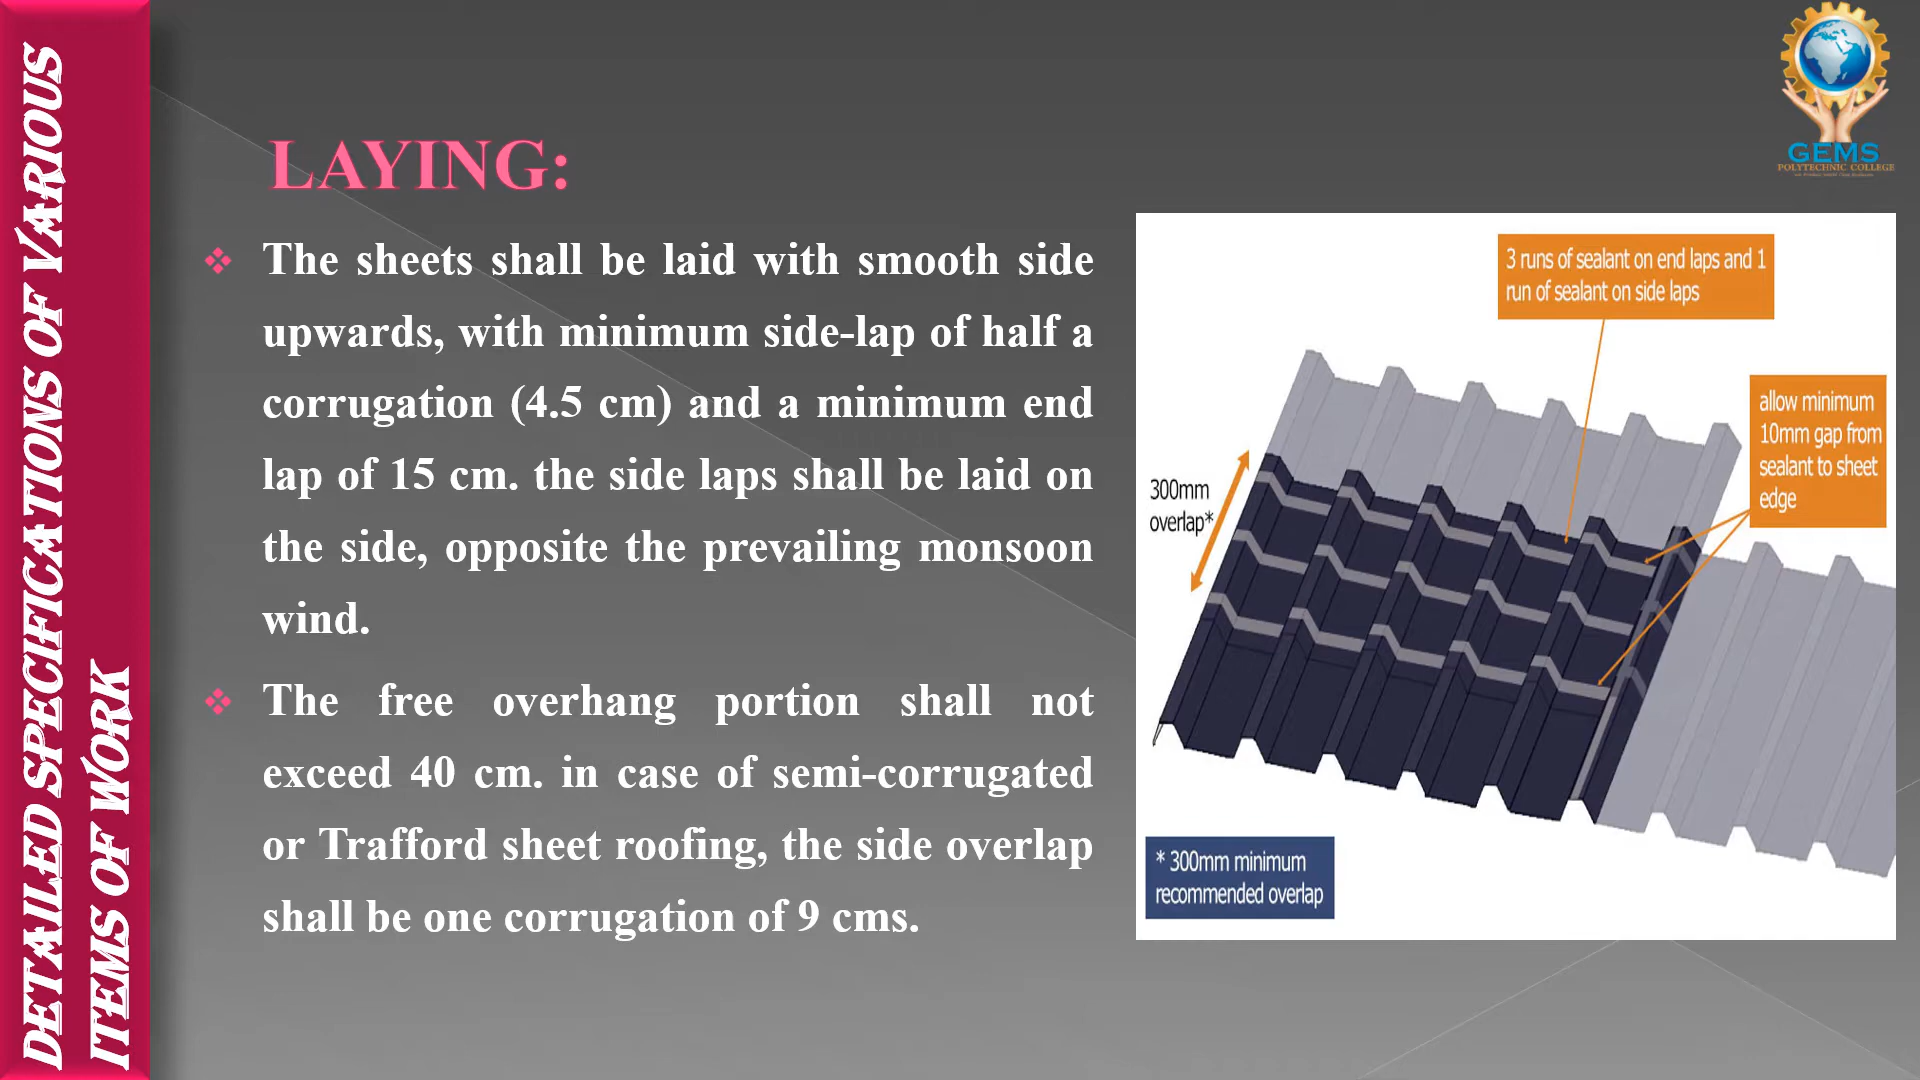 DETAILED SPECIFICATIONS OF VARIOUS
ITEMS OF WORK
LAYING:
The sheets shall be laid with smooth side
upwards, with minimum side-lap of half a
corrugation (4.5 cm) and a minimum end
lap of 15 cm. the side laps shall be laid on
the side, opposite the prevailing monsoon
wind.
The free overhang portion shall not
exceed 40 cm. in case of semi-corrugated
or Trafford sheet roofing, the side overlap
shall be one corrugation of 9 cms.
GEMS
POLYTECHNIC COLLEGE
3 runs of sealant on end laps and 1
run of sealant on side laps
allow minimum
10mm gap from
sealant to sheet
edge
300mm
overlap*
* 300mm minimum
recommended overlap